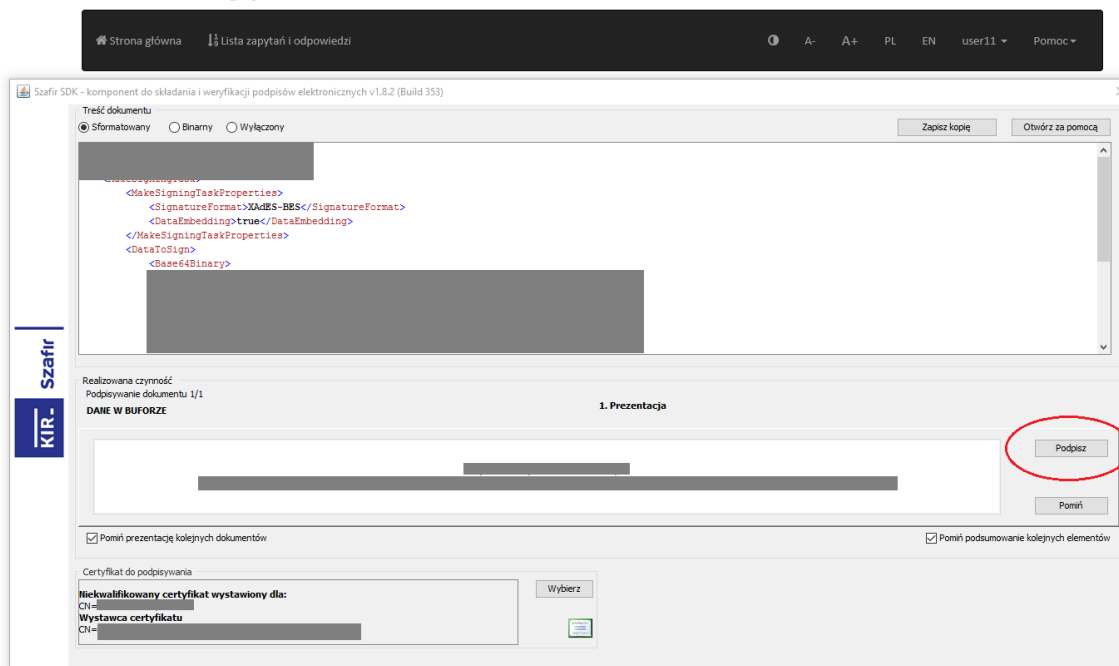 Strona główna Lista zapytań i odpowiedzi A- A+ PL EN user11 Pomoc
Szafir SDK - komponent do składania i weryfikacji podpisów elektronicznych v1.8.2 (Build 353)
Treść dokumentu
Sformatowany Binarny Wyłączony Zapisz kopię Otwórz za pomocą
<MakeSigningTaskProperties>
<SignatureFormat>XAdES-BES</SignatureFormat>
<DataEmbedding>true</DataEmbedding>
</MakeSigningTaskProperties>
<DataToSign>
<Base64Binary>
Szafir
KIR
Realizowana czynność
Podpisywanie dokumentu 1/1
DANE W BUFORZE
1. Prezentacja
Podpisz
Pomiń
Pomiń prezentację kolejnych dokumentów Pomiń podsumowanie kolejnych elementów
Certyfikat do podpisywania
Niekwalifikowany certyfikat wystawiony dla:
CN=
Wystawca certyfikatu
CN=
Wybierz